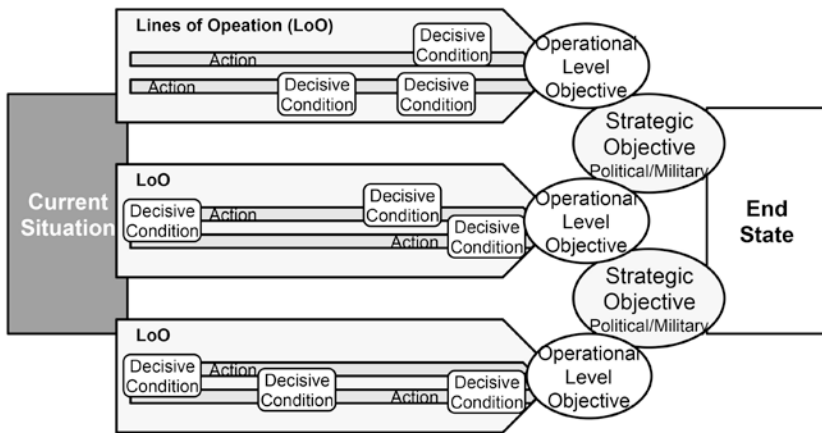 Lines of Opeation (LoO)
Decisive
Condition
Action
Action
Decisive
Condition
Decisive
Condition
Operational
Level
Objective
Strategic
Objective
Political/Military
Current
Situation
LoO
Decisive
Condition
Action
Decisive
Condition
Action
Decisive
Condition
Operational
Level
Objective
End
State
Strategic
Objective
Political/Military
LoO
Decisive
Condition
Action
Decisive
Condition
Action
Decisive
Condition
Operational
Level
Objective